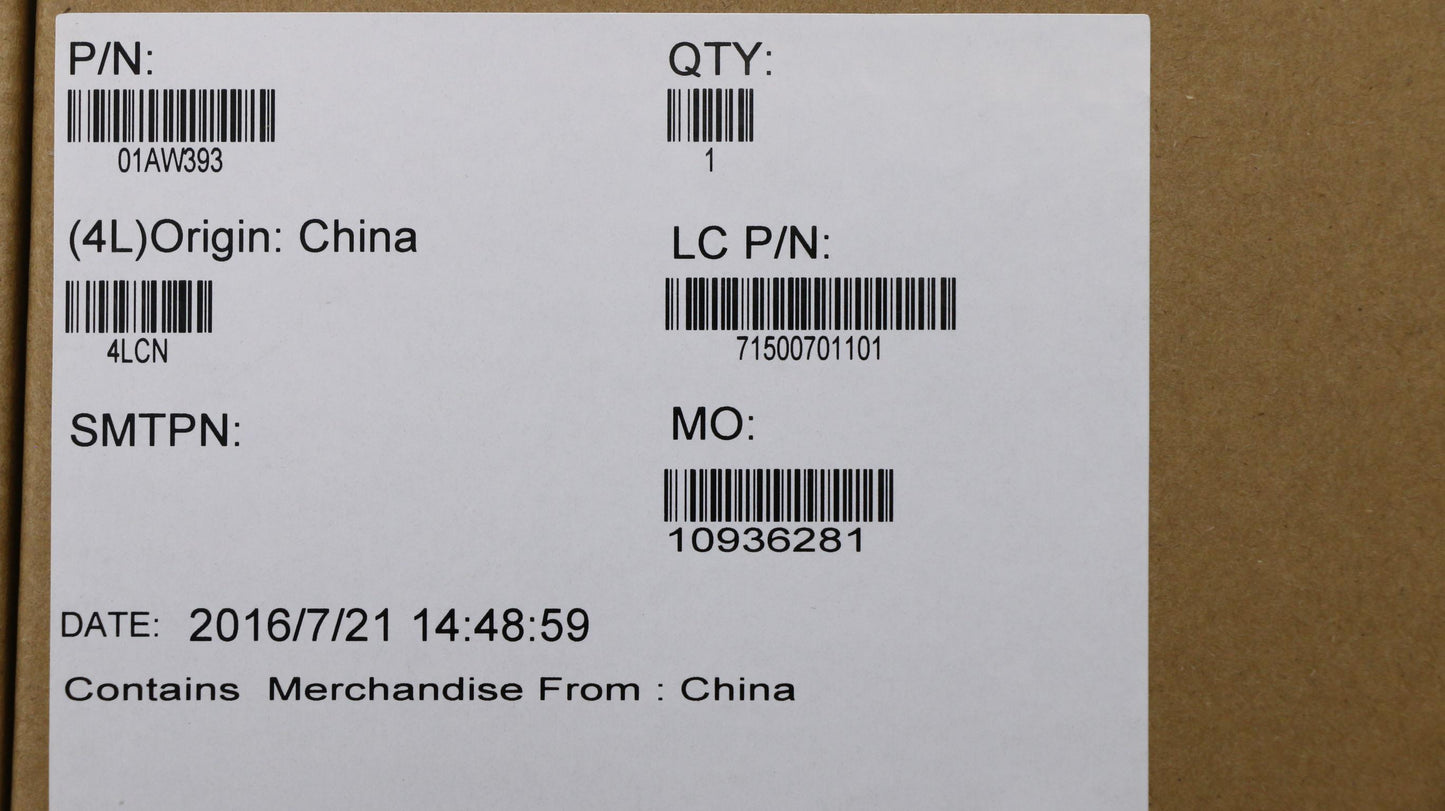 P/N:
01AW393
QTY:
1
(4L)Origin: China
4LCN
LC P/N:
71500701101
SMTPN:
MO:
10936281
DATE: 2016/7/21 14:48:59
Contains Merchandise From : China